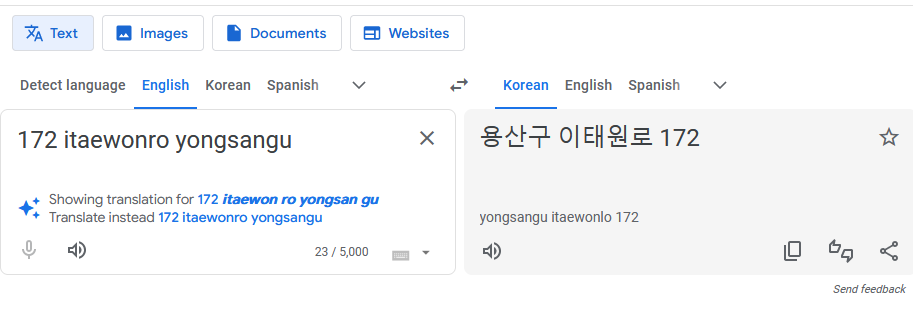 Text Images Documents Websites
Detect language English Korean Spanish Korean English Spanish
172 itaewonro yongsangu
용산구 이태원로 172
Showing translation for 172 itaewon ro yongsan gu
Translate instead 172 itaewonro yongsangu
yongsangu itaewonlo 172
23 / 5,000
Send feedback